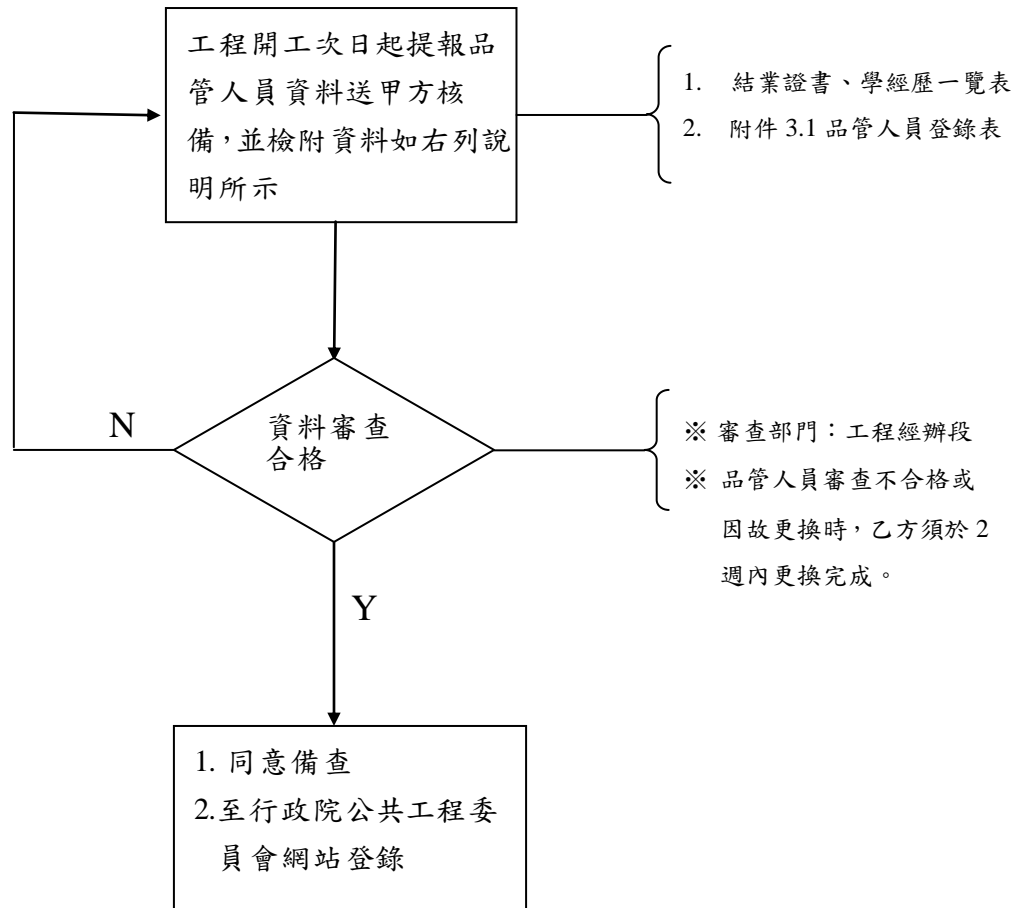 工程開工次日起提報品
管人員資料送甲方核
備，並檢附資料如右列說
明所示
1. 結業證書、學經歷一覽表
2. 附件 3.1 品管人員登錄表
資料審查
合格
N
※ 審查部門：工程經辦段
※ 品管人員審查不合格或
因故更換時，乙方須於 2
週內更換完成。
Y
1. 同意備查
2.至行政院公共工程委
員會網站登錄